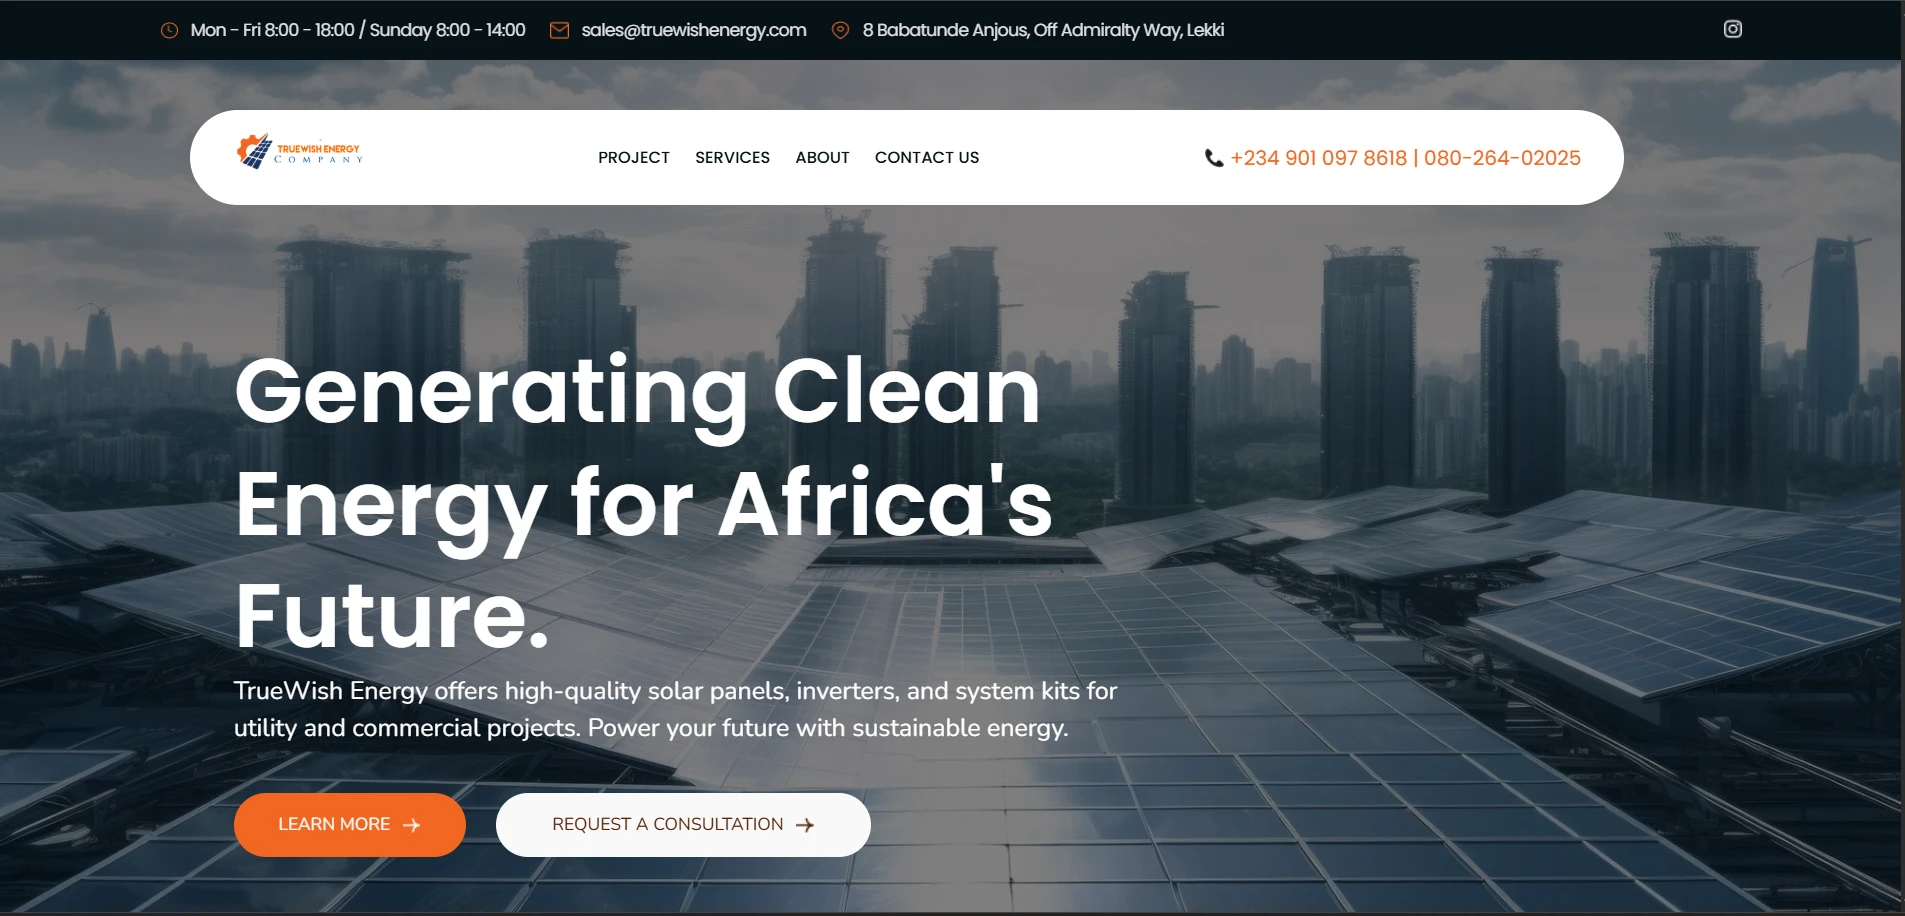 Mon - Fri 8:00 - 18:00 / Sunday 8:00 - 14:00
sales@truewishenergy.com
8 Babatunde Anjous, Off Admiralty Way, Lekki
TRUEWISH ENERGY
COMPANY
PROJECT
SERVICES
ABOUT
CONTACT US
+234 901 097 8618 | 080-264-02025
Generating Clean
Energy for Africa's
Future.
TrueWish Energy offers high-quality solar panels, inverters, and system kits for
utility and commercial projects. Power your future with sustainable energy.
LEARN MORE
REQUEST A CONSULTATION